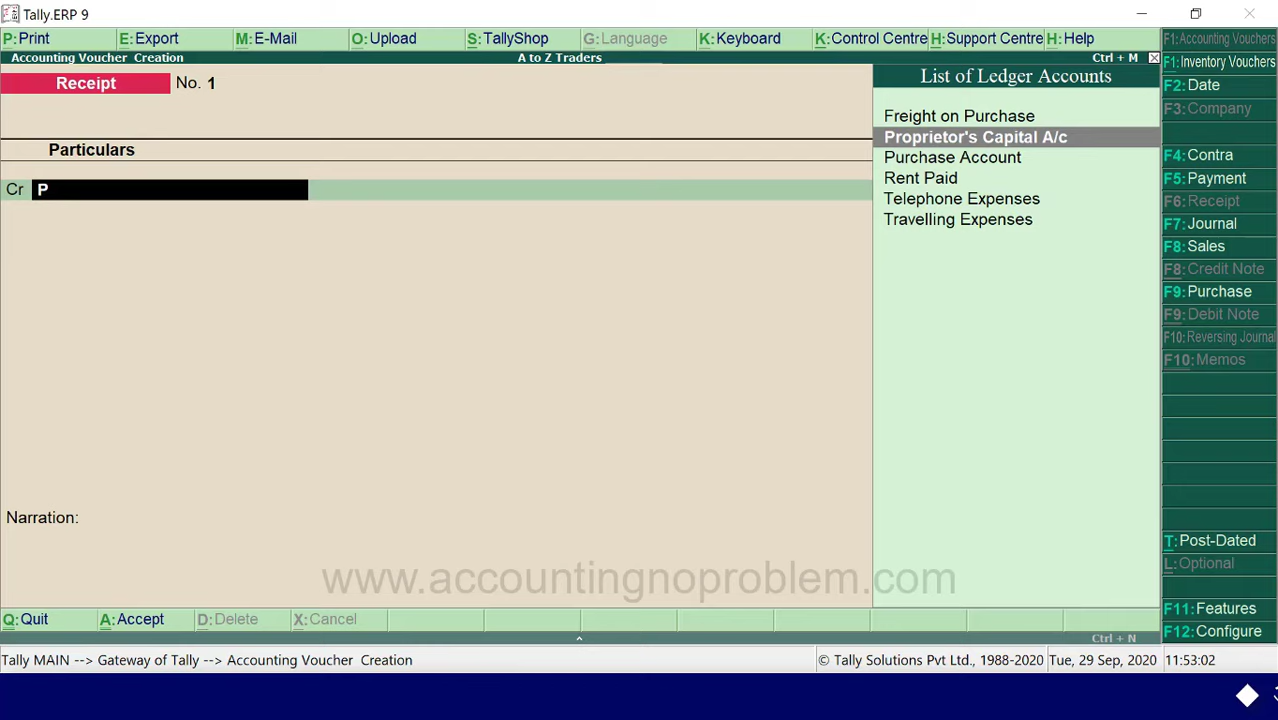 Tally.ERP 9
P: Print E: Export M: E-Mail O: Upload S: TallyShop G: Language K: Keyboard K: Control Centre H: Support Centre H: Help
Accounting Voucher Creation A to Z Traders Ctrl + M
Receipt No. 1
Particulars
Cr P
Narration:
List of Ledger Accounts
Freight on Purchase
Proprietor's Capital A/c
Purchase Account
Rent Paid
Telephone Expenses
Travelling Expenses
F1: Accounting Vouchers
F1: Inventory Vouchers
F2: Date
F3: Company
F4: Contra
F5: Payment
F6: Receipt
F7: Journal
F8: Sales
F8: Credit Note
F9: Purchase
F9: Debit Note
F10: Reversing Journal
F10: Memos
T: Post-Dated
L: Optional
F11: Features
F12: Configure
www.accountingnoproblem.com
Q: Quit A: Accept D: Delete X: Cancel
Ctrl + N
Tally MAIN --> Gateway of Tally --> Accounting Voucher Creation © Tally Solutions Pvt Ltd., 1988-2020 Tue, 29 Sep, 2020 11:53:02